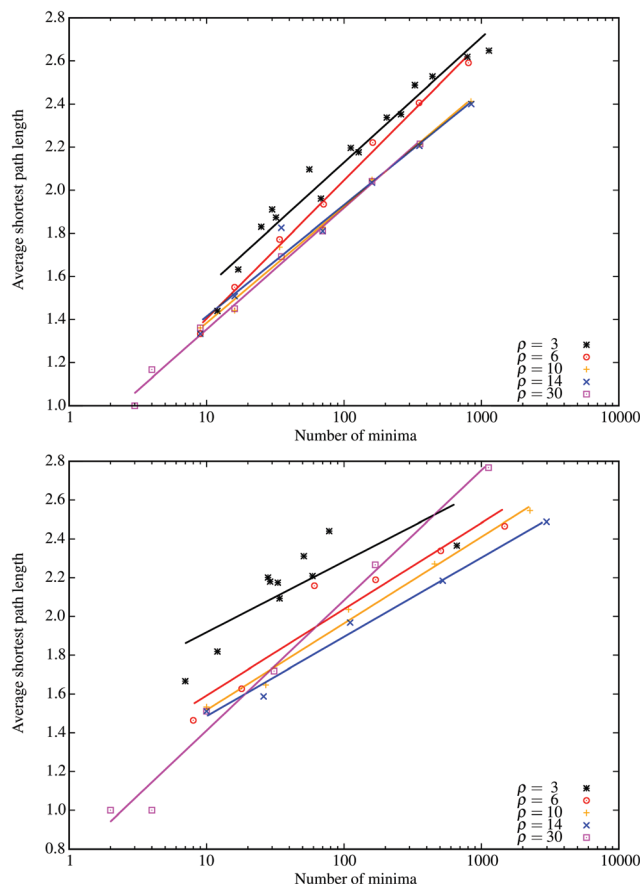 2.8
2.6
2.4
2.2
2.0
1.8
1.6
1.4
1.2
1.0
Average shortest path length
1 10 100 1000 10000
Number of minima
ρ = 3
ρ = 6
ρ = 10
ρ = 14
ρ = 30
2.8
2.6
2.4
2.2
2.0
1.8
1.6
1.4
1.2
1.0
0.8
Average shortest path length
1 10 100 1000 10000
Number of minima
ρ = 3
ρ = 6
ρ = 10
ρ = 14
ρ = 30